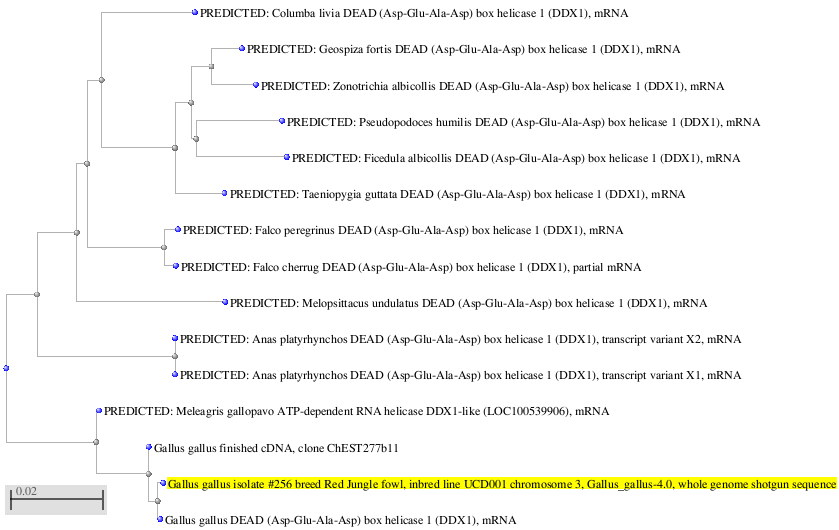 PREDICTED: Columba livia DEAD (Asp-Glu-Ala-Asp) box helicase 1 (DDX1), mRNA
PREDICTED: Geospiza fortis DEAD (Asp-Glu-Ala-Asp) box helicase 1 (DDX1), mRNA
PREDICTED: Zonotrichia albicollis DEAD (Asp-Glu-Ala-Asp) box helicase 1 (DDX1), mRNA
PREDICTED: Pseudopodoces humilis DEAD (Asp-Glu-Ala-Asp) box helicase 1 (DDX1), mRNA
PREDICTED: Ficedula albicollis DEAD (Asp-Glu-Ala-Asp) box helicase 1 (DDX1), mRNA
PREDICTED: Taeniopygia guttata DEAD (Asp-Glu-Ala-Asp) box helicase 1 (DDX1), mRNA
PREDICTED: Falco peregrinus DEAD (Asp-Glu-Ala-Asp) box helicase 1 (DDX1), mRNA
PREDICTED: Falco cherrug DEAD (Asp-Glu-Ala-Asp) box helicase 1 (DDX1), partial mRNA
PREDICTED: Melopsittacus undulatus DEAD (Asp-Glu-Ala-Asp) box helicase 1 (DDX1), mRNA
PREDICTED: Anas platyrhynchos DEAD (Asp-Glu-Ala-Asp) box helicase 1 (DDX1), transcript variant X2, mRNA
PREDICTED: Anas platyrhynchos DEAD (Asp-Glu-Ala-Asp) box helicase 1 (DDX1), transcript variant X1, mRNA
PREDICTED: Meleagris gallopavo ATP-dependent RNA helicase DDX1-like (LOC100539906), mRNA
Gallus gallus finished cDNA, clone ChEST277b11
Gallus gallus isolate #256 breed Red Jungle fowl, inbred line UCD001 chromosome 3, Gallus_gallus-4.0, whole genome shotgun sequence
0.02
Gallus gallus DEAD (Asp-Glu-Ala-Asp) box helicase 1 (DDX1), mRNA